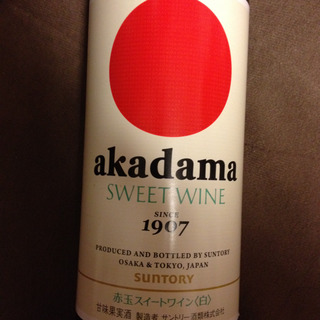 akadama
SWEET WINE
SINCE
1907
PRODUCED AND BOTTLED BY SUNTORY
OSAKA & TOKYO, JAPAN
SUNTORY
赤玉スイートワイン〈白〉
甘味果実酒 製造者 サントリー酒類株式会社